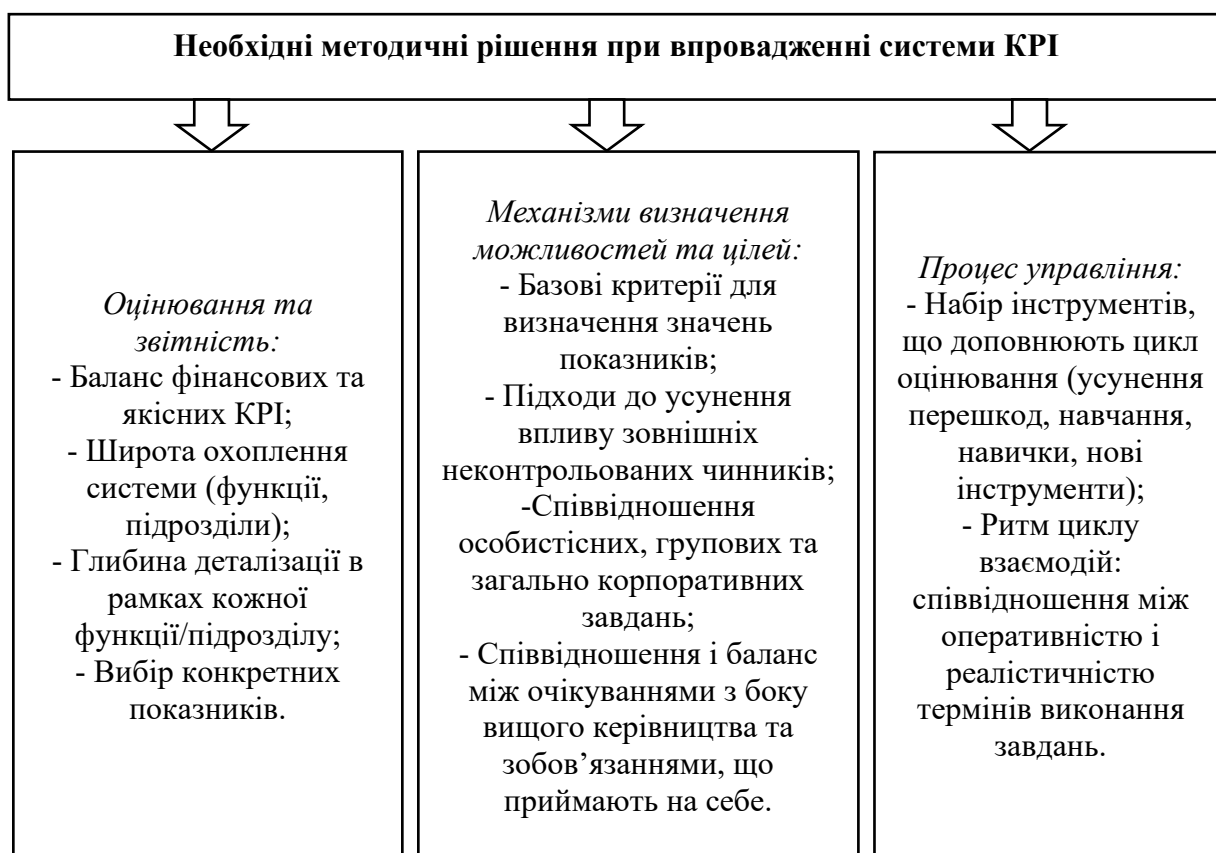 Необхідні методичні рішення при впровадженні системи КРІ
Оцінювання та
звітність:
- Баланс фінансових та
якісних КРІ;
- Широта охоплення
системи (функції,
підрозділи);
- Глибина деталізації в
рамках кожної
функції/підрозділу;
- Вибір конкретних
показників.
Механізми визначення
можливостей та цілей:
- Базові критерії для
визначення значень
показників;
- Підходи до усунення
впливу зовнішніх
неконтрольованих чинників;
-Співвідношення
особистісних, групових та
загально корпоративних
завдань;
- Співвідношення і баланс
між очікуваннями з боку
вищого керівництва та
зобов’язаннями, що
приймають на себе.
Процес управління:
- Набір інструментів,
що доповнюють цикл
оцінювання (усунення
перешкод, навчання,
навички, нові
інструменти);
- Ритм циклу
взаємодій:
співвідношення між
оперативністю і
реалістичністю
термінів виконання
завдань.